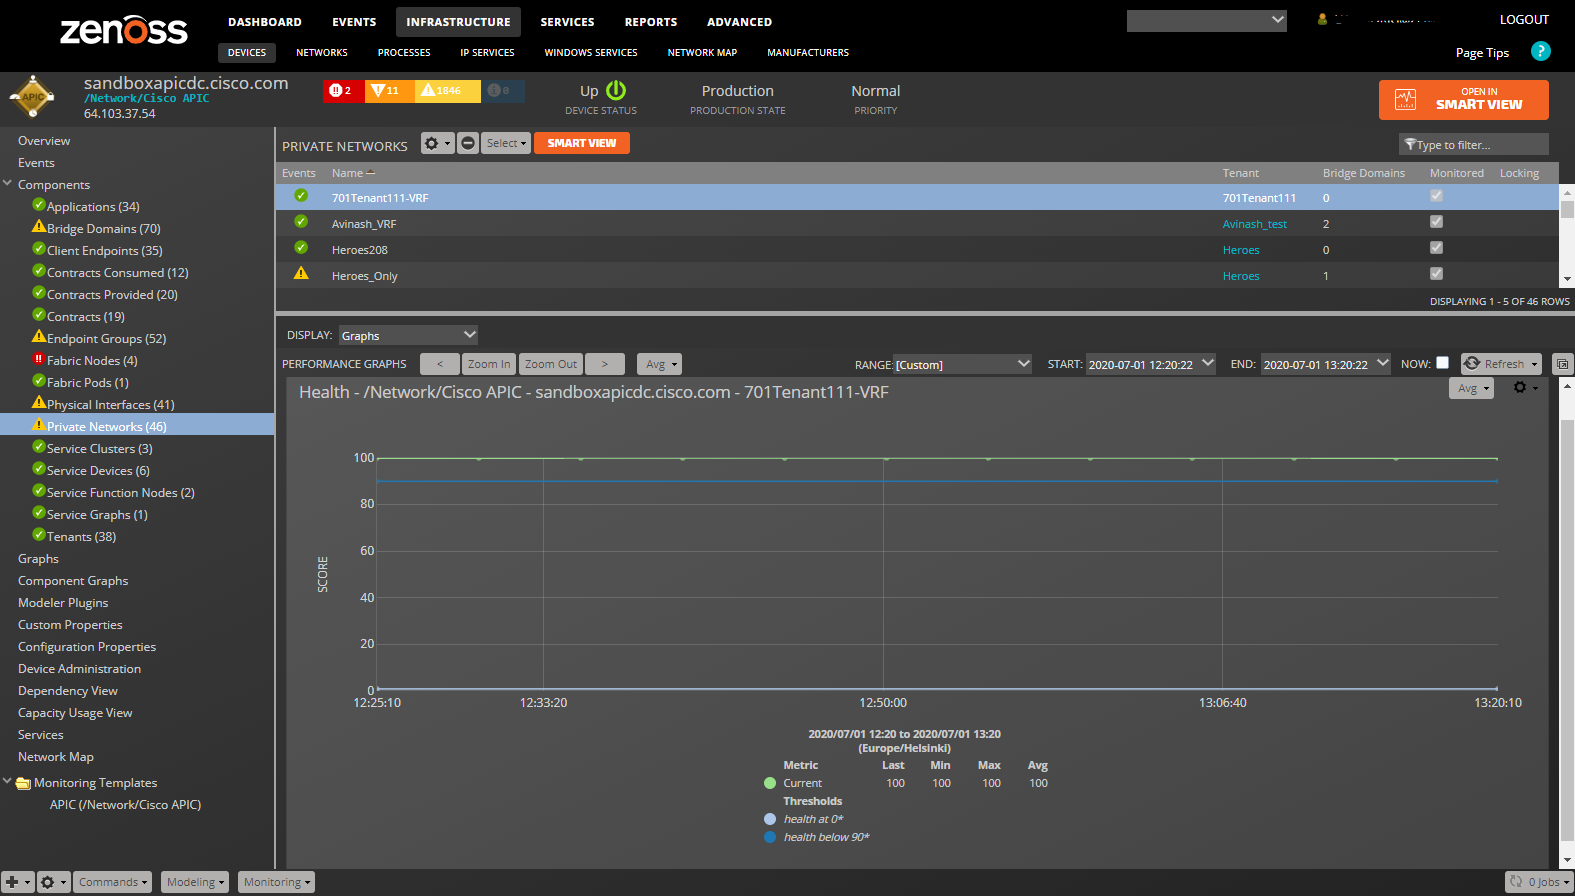 zenoss
DASHBOARD EVENTS INFRASTRUCTURE SERVICES REPORTS ADVANCED
LOGOUT
DEVICES NETWORKS PROCESSES IP SERVICES WINDOWS SERVICES NETWORK MAP MANUFACTURERS
Page Tips ?
APIC
sandboxapicdc.cisco.com
/Network/Cisco APIC
64.103.37.54
2 11 1846 0
Up
DEVICE STATUS
Production
PRODUCTION STATE
Normal
PRIORITY
OPEN IN
SMART VIEW
Overview
Events
Components
Applications (34)
Bridge Domains (70)
Client Endpoints (35)
Contracts Consumed (12)
Contracts Provided (20)
Contracts (19)
Endpoint Groups (52)
Fabric Nodes (4)
Fabric Pods (1)
Physical Interfaces (41)
Private Networks (46)
Service Clusters (3)
Service Devices (6)
Service Function Nodes (2)
Service Graphs (1)
Tenants (38)
Graphs
Component Graphs
Modeler Plugins
Custom Properties
Configuration Properties
Device Administration
Dependency View
Capacity Usage View
Services
Network Map
Monitoring Templates
APIC (/Network/Cisco APIC)
PRIVATE NETWORKS Select SMART VIEW Type to filter...
Events Name Tenant Bridge Domains Monitored Locking
701Tenant111-VRF 701Tenant111 0
Avinash_VRF Avinash_test 2
Heroes208 Heroes 0
Heroes_Only Heroes 1
DISPLAYING 1 - 5 OF 46 ROWS
DISPLAY: Graphs
PERFORMANCE GRAPHS < Zoom In Zoom Out > Avg RANGE: [Custom] START: 2020-07-01 12:20:22 END: 2020-07-01 13:20:22 NOW: Refresh
Health - /Network/Cisco APIC - sandboxapicdc.cisco.com - 701Tenant111-VRF Avg
100
80
60
40
20
0
SCORE
12:25:10 12:33:20 12:50:00 13:06:40 13:20:10
2020/07/01 12:20 to 2020/07/01 13:20
(Europe/Helsinki)
Metric Last Min Max Avg
Current 100 100 100 100
Thresholds
health at 0*
health below 90*
Commands Modeling Monitoring 0 Jobs